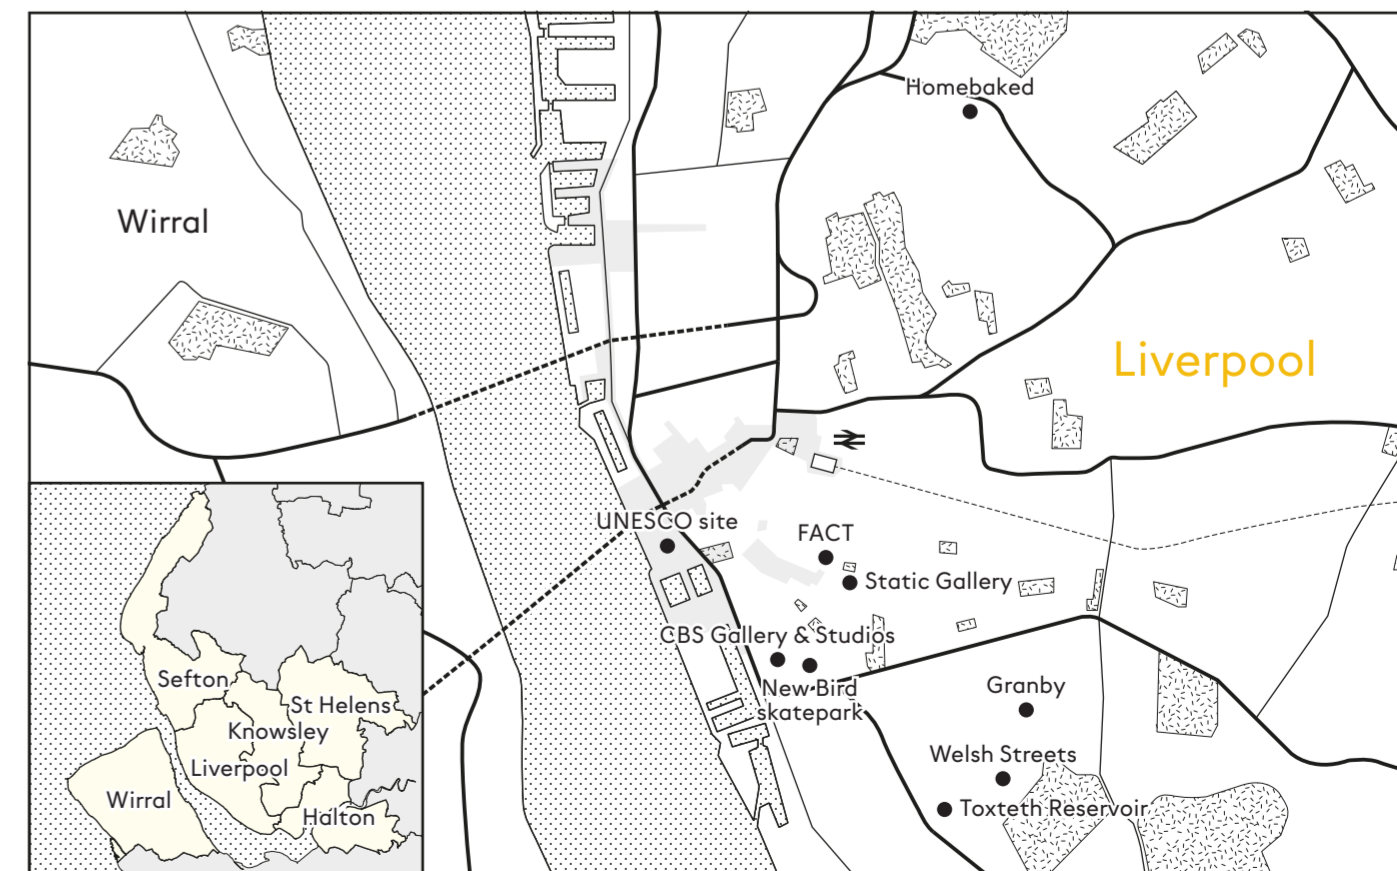 Homebaked
Wirral
Liverpool
UNESCO site
FACT
Static Gallery
CBS Gallery & Studios
New Bird
skatepark
Granby
Welsh Streets
Toxteth Reservoir
Sefton
St Helens
Knowsley
Liverpool
Wirral
Halton